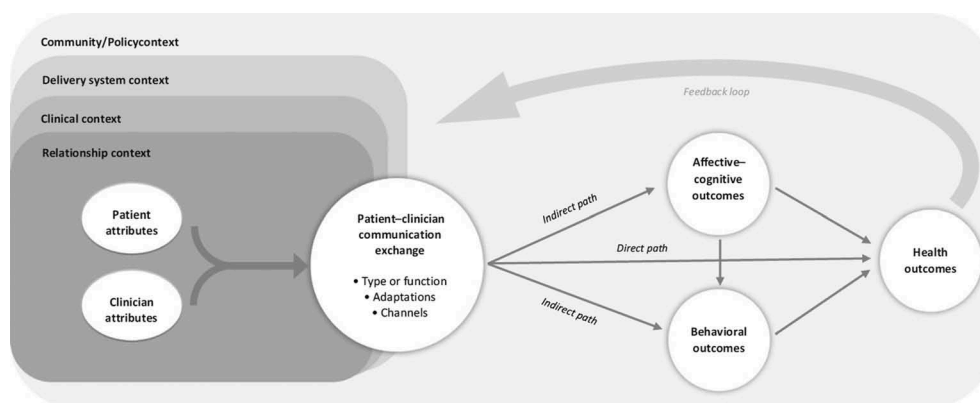 Community/Policycontext
Delivery system context
Clinical context
Relationship context
Patient
attributes
Clinician
attributes
Patient–clinician
communication
exchange
• Type or function
• Adaptations
• Channels
Indirect path
Direct path
Indirect path
Feedback loop
Affective–
cognitive
outcomes
Behavioral
outcomes
Health
outcomes